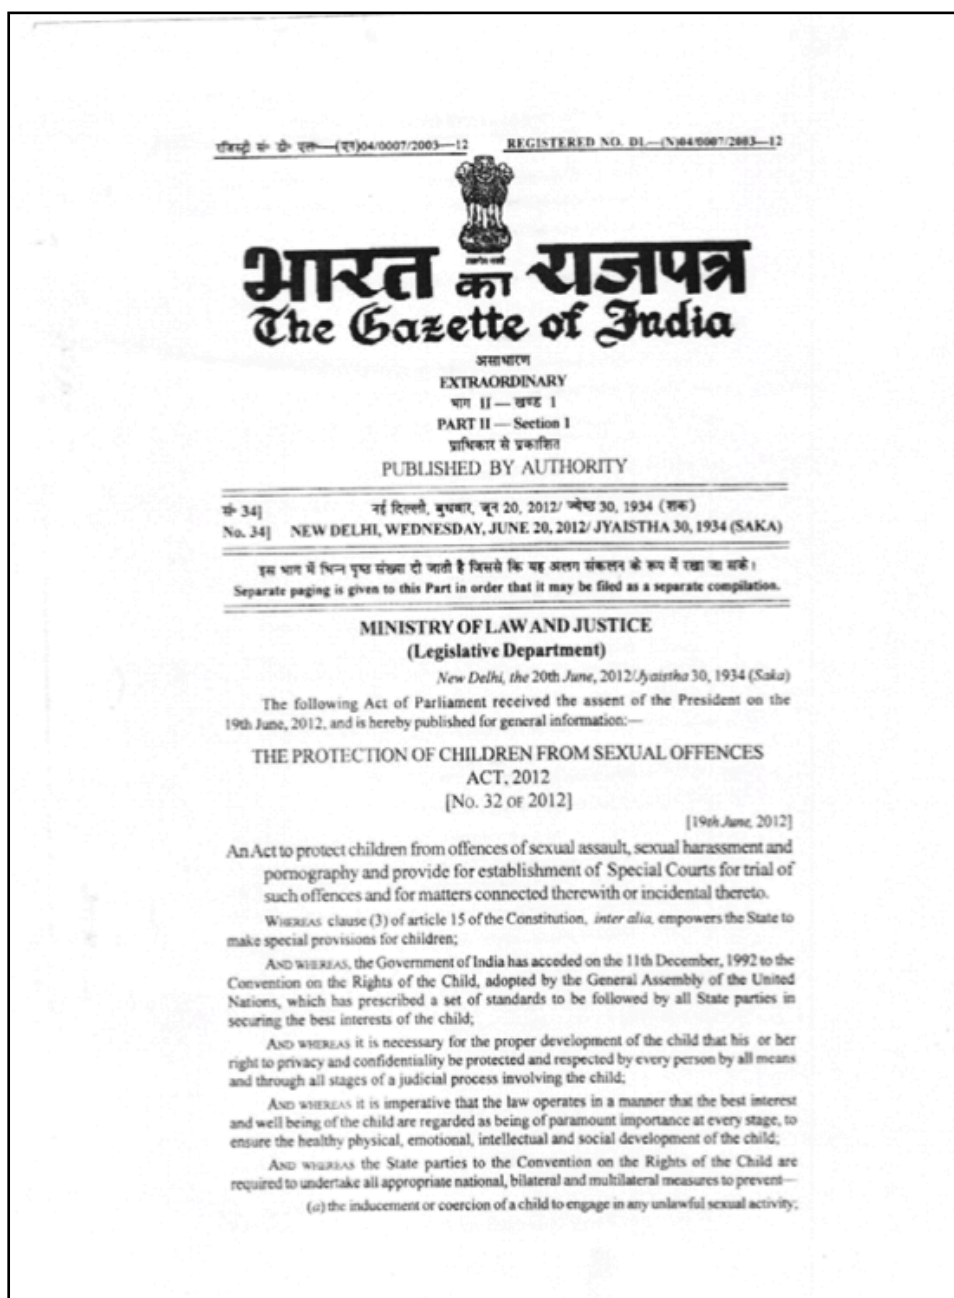 रजिस्ट्री सं॰ डी॰ एल॰—(एन)04/0007/2003—12
REGISTERED NO. DL—(N)04/0007/2003—12
भारत का राजपत्र
The Gazette of India
असाधारण
EXTRAORDINARY
भाग II — खण्ड 1
PART II — Section 1
प्राधिकार से प्रकाशित
PUBLISHED BY AUTHORITY
सं॰ 34] नई दिल्ली, बुधवार, जून 20, 2012/ ज्येष्ठ 30, 1934 (शक)
No. 34] NEW DELHI, WEDNESDAY, JUNE 20, 2012/ JYAISTHA 30, 1934 (SAKA)
इस भाग में भिन्न पृष्ठ संख्या दी जाती है जिससे कि यह अलग संकलन के रूप में रखा जा सके।
Separate paging is given to this Part in order that it may be filed as a separate compilation.
MINISTRY OF LAW AND JUSTICE
(Legislative Department)
New Delhi, the 20th June, 2012/Jyaistha 30, 1934 (Saka)
The following Act of Parliament received the assent of the President on the
19th June, 2012, and is hereby published for general information:—
THE PROTECTION OF CHILDREN FROM SEXUAL OFFENCES
ACT, 2012
[No. 32 OF 2012]
[19th June, 2012]
An Act to protect children from offences of sexual assault, sexual harassment and
pornography and provide for establishment of Special Courts for trial of
such offences and for matters connected therewith or incidental thereto.
WHEREAS clause (3) of article 15 of the Constitution, inter alia, empowers the State to
make special provisions for children;
AND WHEREAS, the Government of India has acceded on the 11th December, 1992 to the
Convention on the Rights of the Child, adopted by the General Assembly of the United
Nations, which has prescribed a set of standards to be followed by all State parties in
securing the best interests of the child;
AND WHEREAS it is necessary for the proper development of the child that his or her
right to privacy and confidentiality be protected and respected by every person by all means
and through all stages of a judicial process involving the child;
AND WHEREAS it is imperative that the law operates in a manner that the best interest
and well being of the child are regarded as being of paramount importance at every stage, to
ensure the healthy physical, emotional, intellectual and social development of the child;
AND WHEREAS the State parties to the Convention on the Rights of the Child are
required to undertake all appropriate national, bilateral and multilateral measures to prevent—
(a) the inducement or coercion of a child to engage in any unlawful sexual activity;